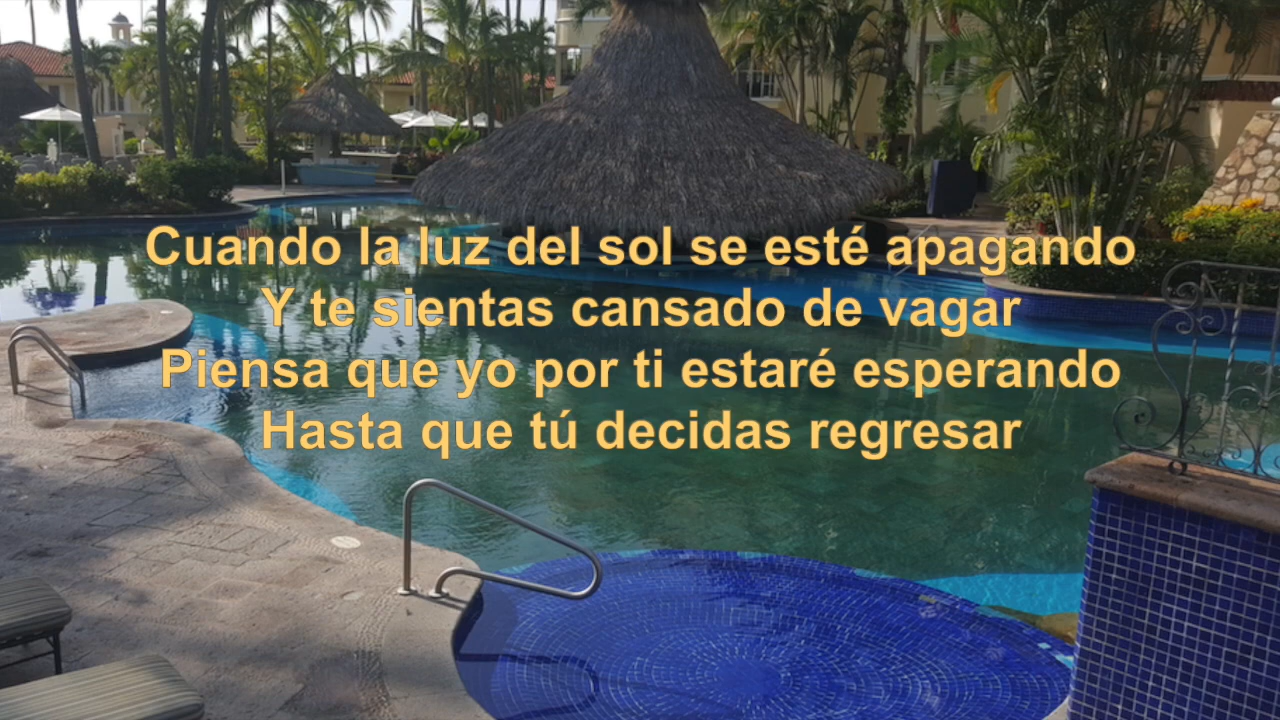 Cuando la luz del sol se esté apagando
Y te sientas cansado de vagar
Piensa que yo por ti estaré esperando
Hasta que tú decidas regresar